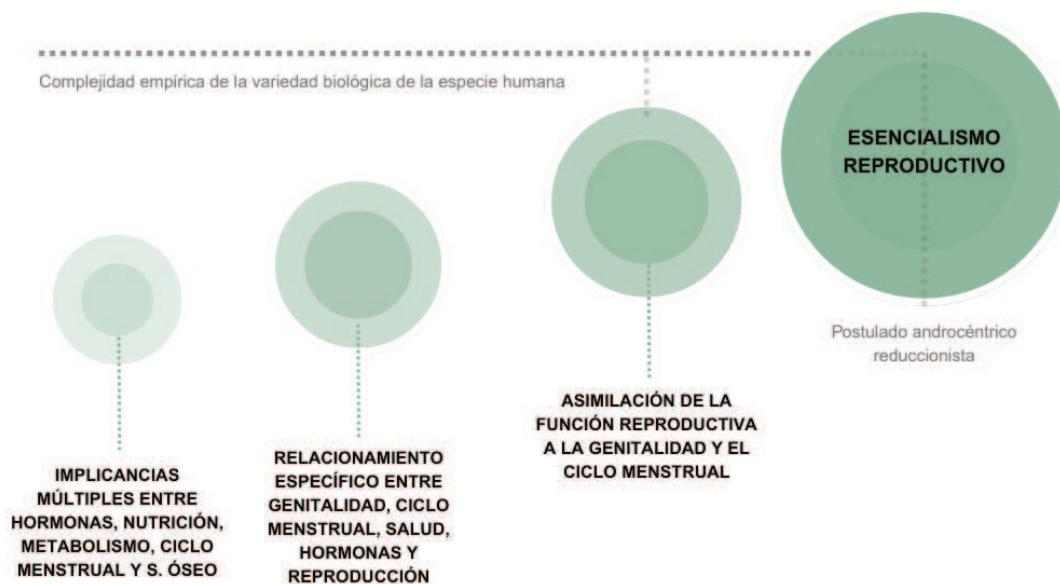 Complejidad empírica de la variedad biológica de la especie humana
ESENCIALISMO
REPRODUCTIVO
Postulado androcéntrico
reduccionista
ASIMILACIÓN DE LA
FUNCIÓN REPRODUCTIVA
A LA GENITALIDAD Y EL
CICLO MENSTRUAL
RELACIONAMIENTO
ESPECÍFICO ENTRE
GENITALIDAD, CICLO
MENSTRUAL, SALUD,
HORMONAS Y
REPRODUCCIÓN
IMPLICANCIAS
MÚLTIPLES ENTRE
HORMONAS, NUTRICIÓN,
METABOLISMO, CICLO
MENSTRUAL Y S. ÓSEO